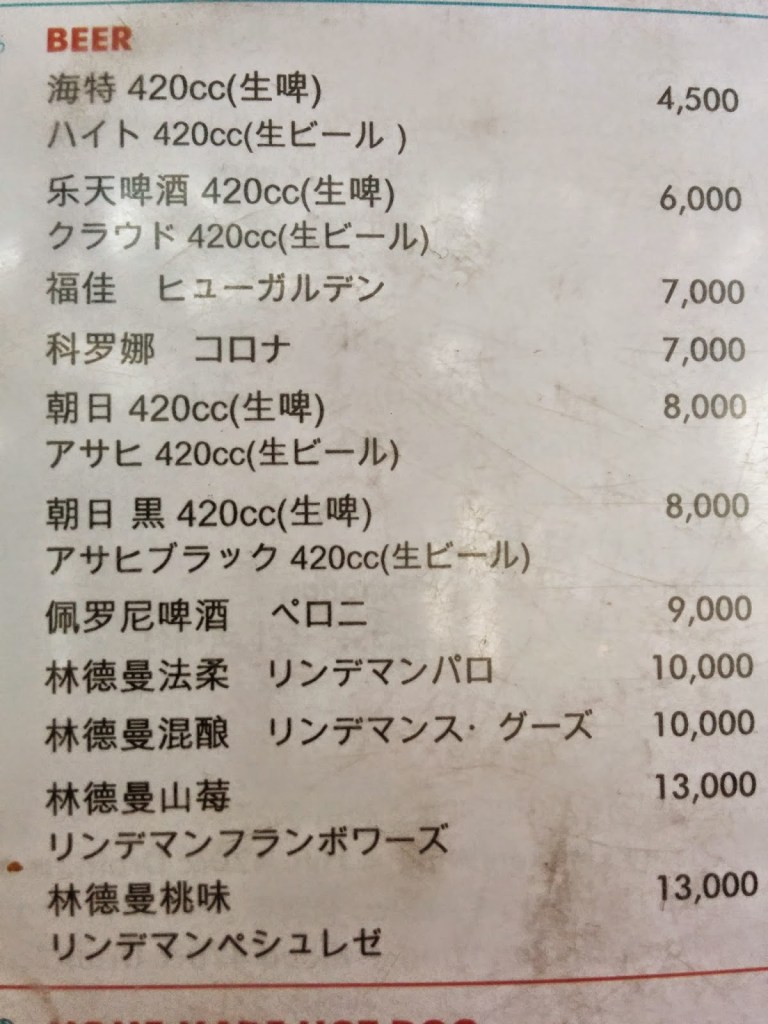 BEER
海特 420cc(生啤) 4,500
ハイト 420cc(生ビール )
乐天啤酒 420cc(生啤) 6,000
クラウド 420cc(生ビール)
福佳 ヒューガルデン 7,000
科罗娜 コロナ 7,000
朝日 420cc(生啤) 8,000
アサヒ 420cc(生ビール)
朝日 黒 420cc(生啤) 8,000
アサヒブラック 420cc(生ビール)
佩罗尼啤酒 ペロニ 9,000
林德曼法柔 リンデマンパロ 10,000
林德曼混酿 リンデマンス・グーズ 10,000
林德曼山莓 13,000
リンデマンフランボワーズ
林德曼桃味 13,000
リンデマンペシュレゼ